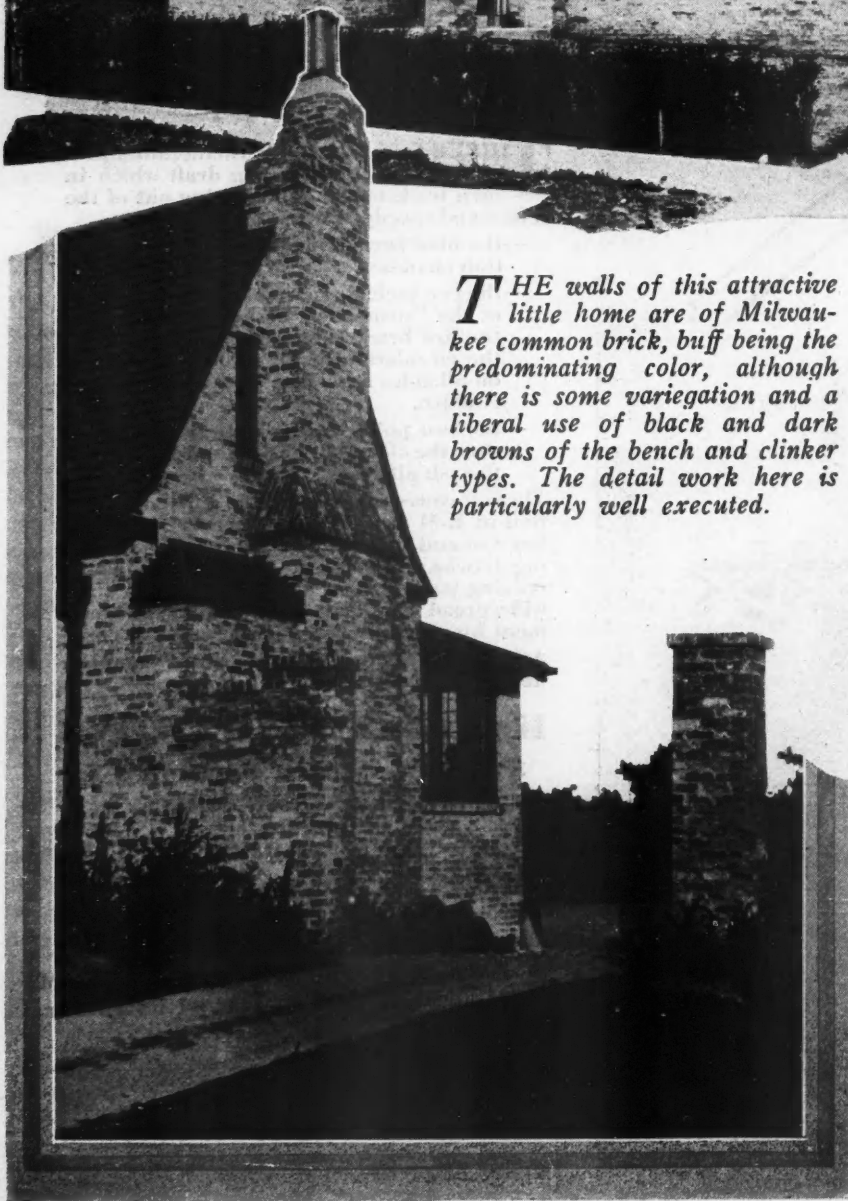 THE walls of this attractive
little home are of Milwau-
kee common brick, buff being the
predominating color, although
there is some variegation and a
liberal use of black and dark
browns of the bench and clinker
types. The detail work here is
particularly well executed.